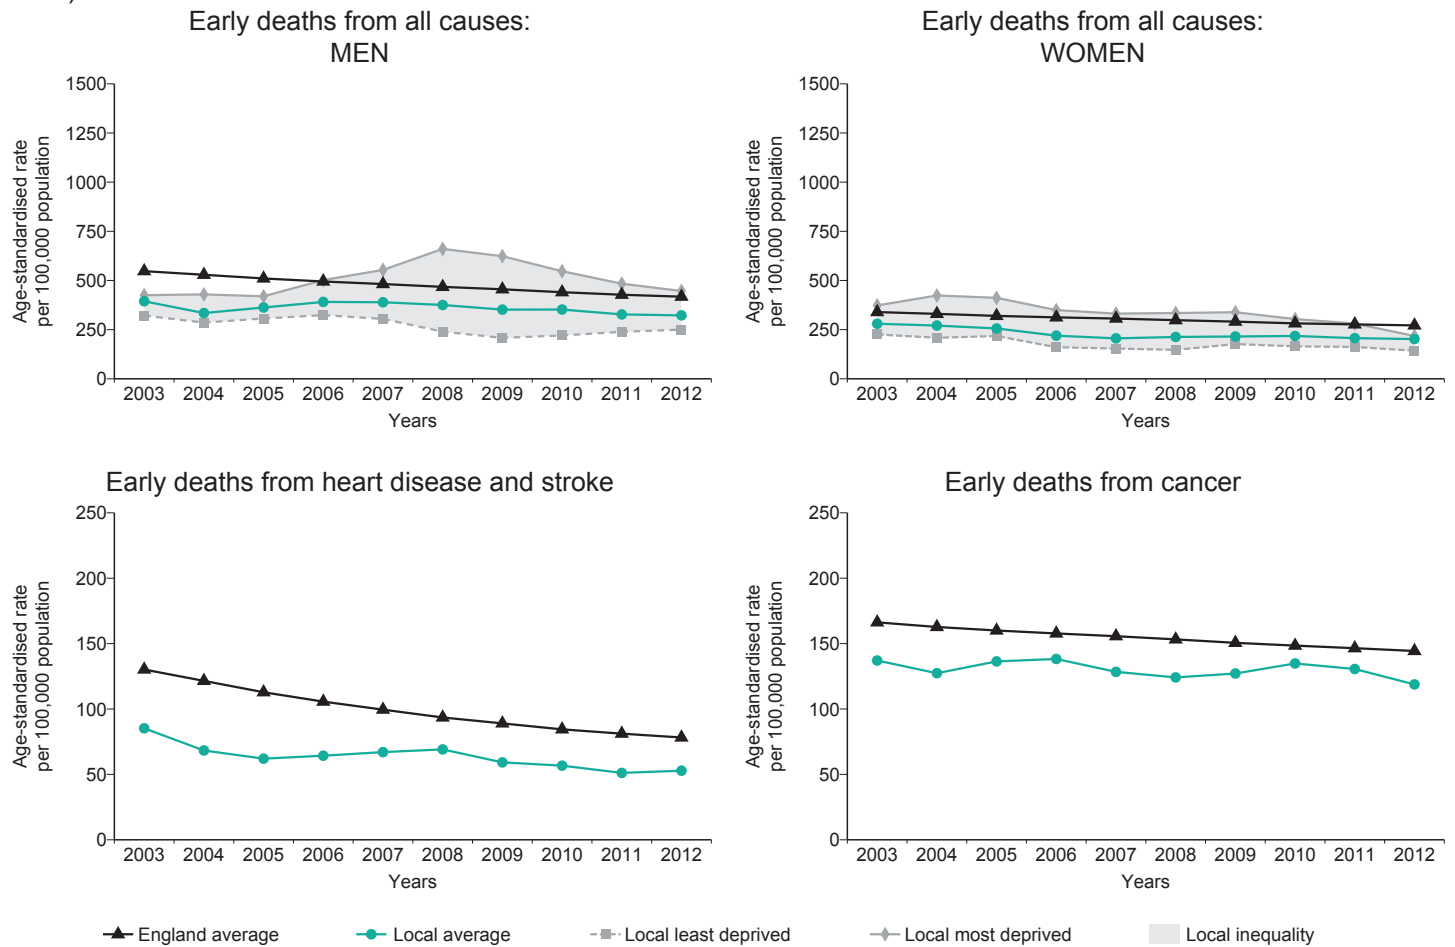 Early deaths from all causes:
MEN
1500
1250
1000
750
500
250
0
Age-standardised rate
per 100,000 population
2003 2004 2005 2006 2007 2008 2009 2010 2011 2012
Years
Early deaths from all causes:
WOMEN
1500
1250
1000
750
500
250
0
Age-standardised rate
per 100,000 population
2003 2004 2005 2006 2007 2008 2009 2010 2011 2012
Years
Early deaths from heart disease and stroke
250
200
150
100
50
0
Age-standardised rate
per 100,000 population
2003 2004 2005 2006 2007 2008 2009 2010 2011 2012
Years
Early deaths from cancer
250
200
150
100
50
0
Age-standardised rate
per 100,000 population
2003 2004 2005 2006 2007 2008 2009 2010 2011 2012
Years
England average Local average Local least deprived Local most deprived Local inequality